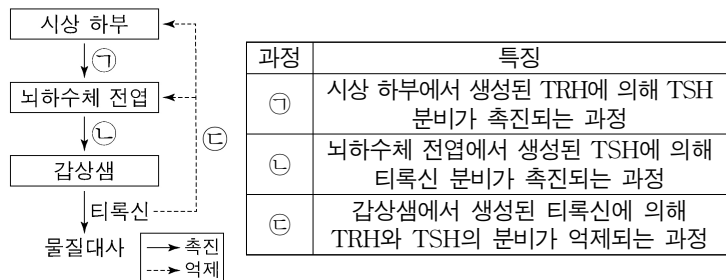 시상 하부
㉠
뇌하수체 전엽
㉡
㉢
갑상샘
티록신
물질대사
촉진
억제
과정 특징
㉠ 시상 하부에서 생성된 TRH에 의해 TSH
분비가 촉진되는 과정
㉡ 뇌하수체 전엽에서 생성된 TSH에 의해
티록신 분비가 촉진되는 과정
㉢ 갑상샘에서 생성된 티록신에 의해
TRH와 TSH의 분비가 억제되는 과정